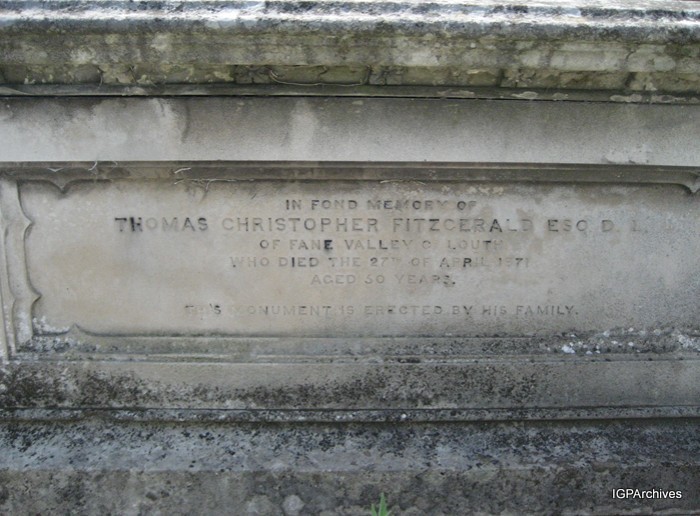 IN FOND MEMORY OF
THOMAS CHRISTOPHER FITZGERALD ESQ D. L.
OF FANE VALLEY C. LOUTH
WHO DIED THE 27TH OF APRIL 1871
AGED 50 YEARS.
THIS MONUMENT IS ERECTED BY HIS FAMILY.
IGPArchives